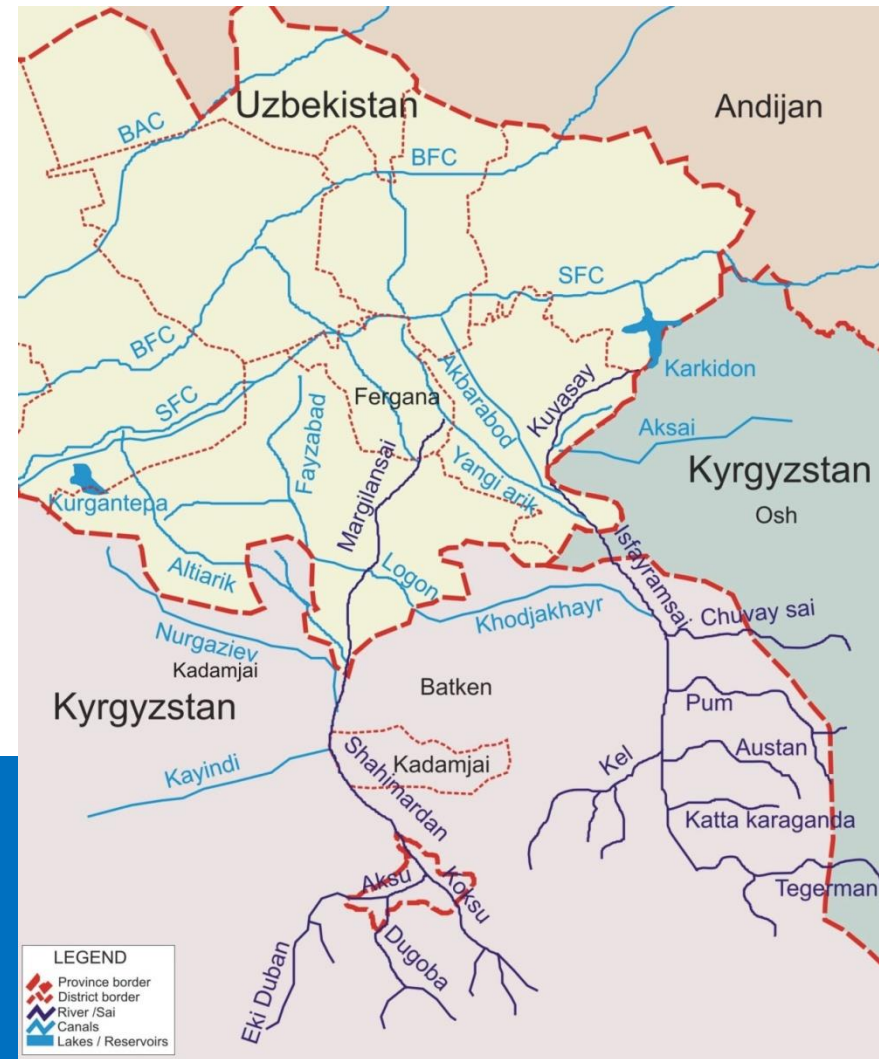 Uzbekistan
Andijan
BAC
BFC
SFC
BFC
Karkidon
SFC
Akbarabod
Kuvasay
Fergana
Aksai
Fayzabad
Yangi arik
Kyrgyzstan
Margilansai
Kurgantepa
Osh
Isfayramsai
Altiarik
Logon
Khodjakhayr
Chuvay sai
Nurgaziev
Kadamjai
Batken
Pum
Kyrgyzstan
Shahimardan
Kadamjai
Kel
Austan
Kayindi
Katta karaganda
Aksu
Koksu
Tegerman
Dugoba
Eki Duban
LEGEND
Province border
District border
River /Sai
Canals
Lakes / Reservoirs